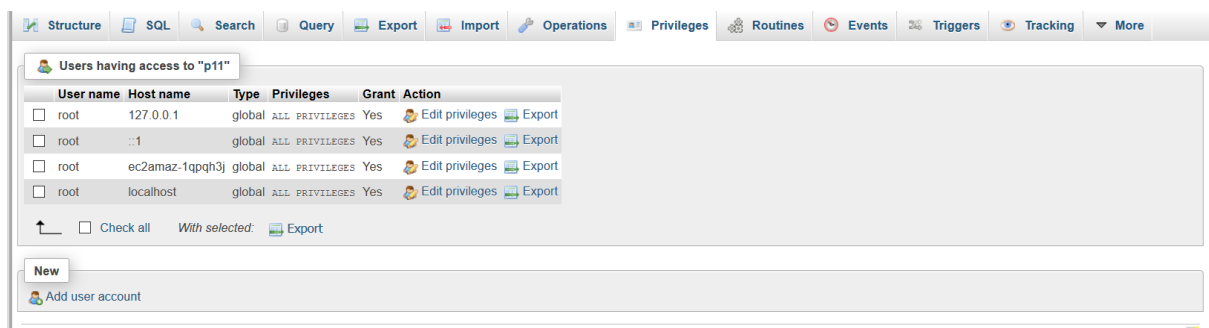 Structure SQL Search Query Export Import Operations Privileges Routines Events Triggers Tracking More
Users having access to "p11"
User name Host name Type Privileges Grant Action
root 127.0.0.1 global ALL PRIVILEGES Yes Edit privileges Export
root ::1 global ALL PRIVILEGES Yes Edit privileges Export
root ec2amaz-1qpqh3j global ALL PRIVILEGES Yes Edit privileges Export
root localhost global ALL PRIVILEGES Yes Edit privileges Export
Check all With selected: Export
New
Add user account